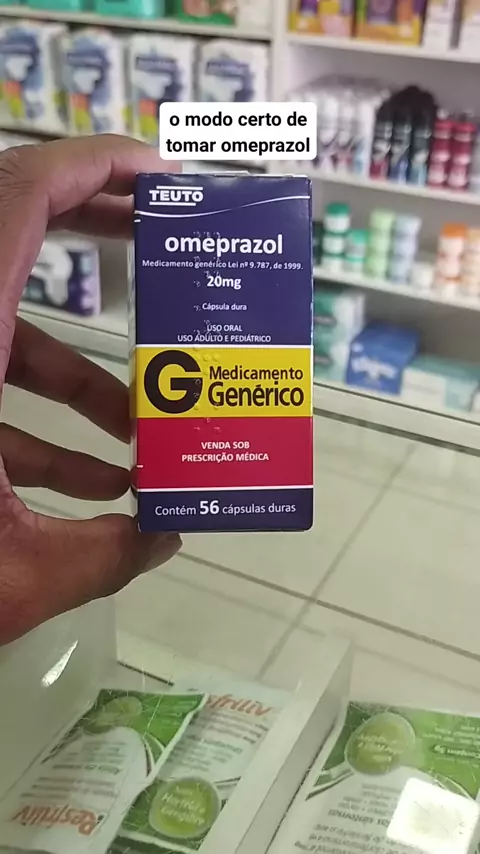 o modo certo de
tomar omeprazol
TEUTO
omeprazol
Medicamento genérico Lei nº 9.787, de 1999.
20mg
Cápsula dura
USO ORAL
USO ADULTO E PEDIÁTRICO
G Medicamento
Genérico
VENDA SOB
PRESCRIÇÃO MÉDICA
Contém 56 cápsulas duras
Respiliv